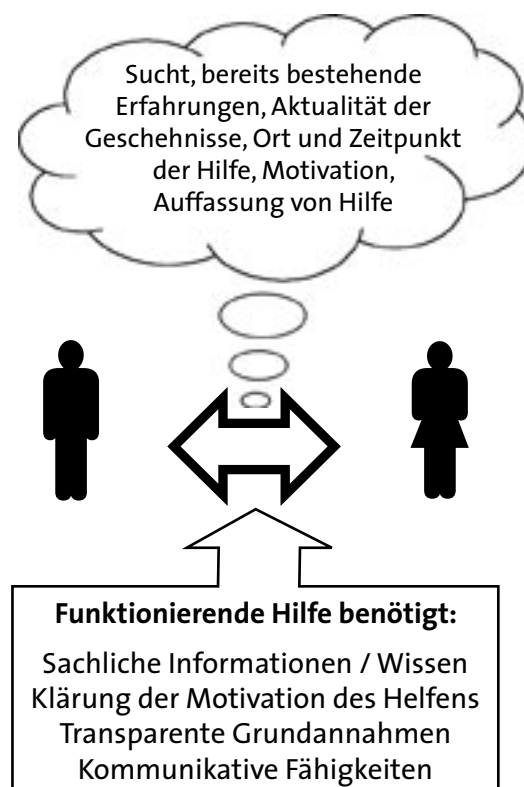 Sucht, bereits bestehende
Erfahrungen, Aktualität der
Geschehnisse, Ort und Zeitpunkt
der Hilfe, Motivation,
Auffassung von Hilfe
Funktionierende Hilfe benötigt:
Sachliche Informationen / Wissen
Klärung der Motivation des Helfens
Transparente Grundannahmen
Kommunikative Fähigkeiten